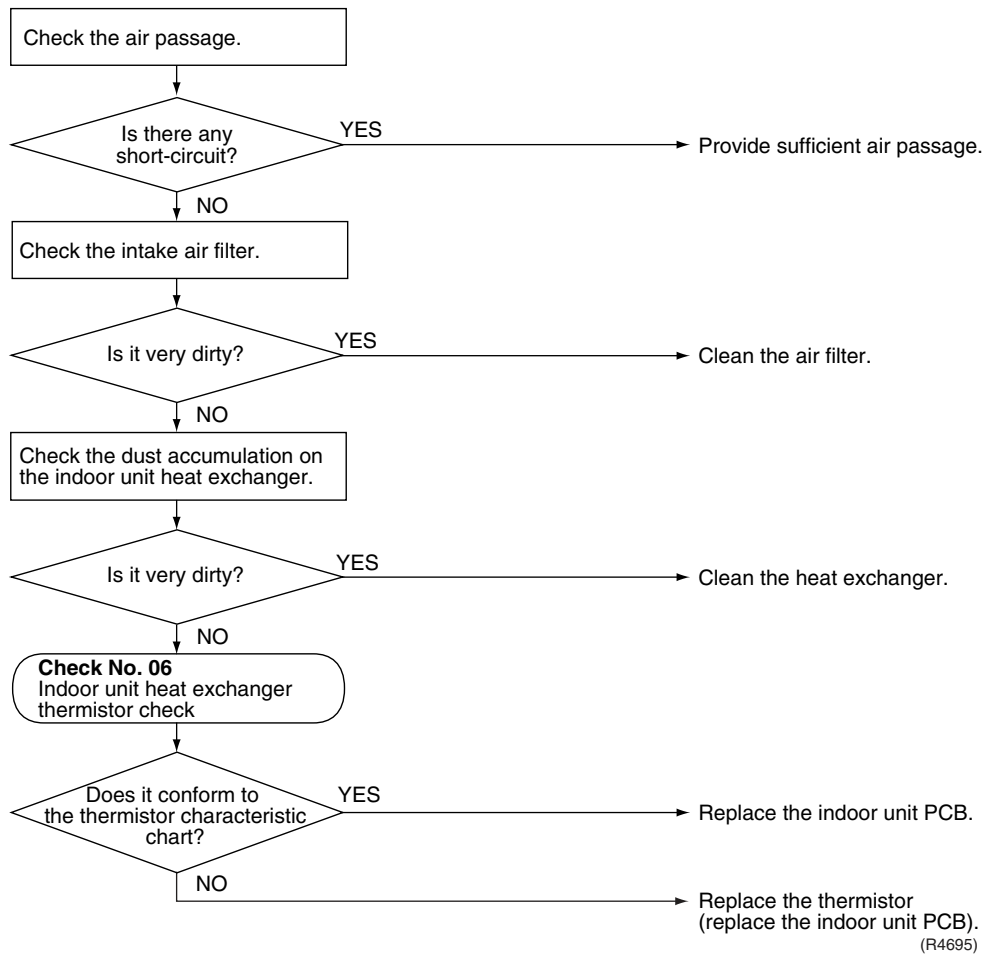 Check the air passage.
Is there any
short-circuit?
YES
Provide sufficient air passage.
NO
Check the intake air filter.
Is it very dirty?
YES
Clean the air filter.
NO
Check the dust accumulation on
the indoor unit heat exchanger.
Is it very dirty?
YES
Clean the heat exchanger.
NO
Check No. 06
Indoor unit heat exchanger
thermistor check
Does it conform to
the thermistor characteristic
chart?
YES
Replace the indoor unit PCB.
NO
Replace the thermistor
(replace the indoor unit PCB).
(R4695)